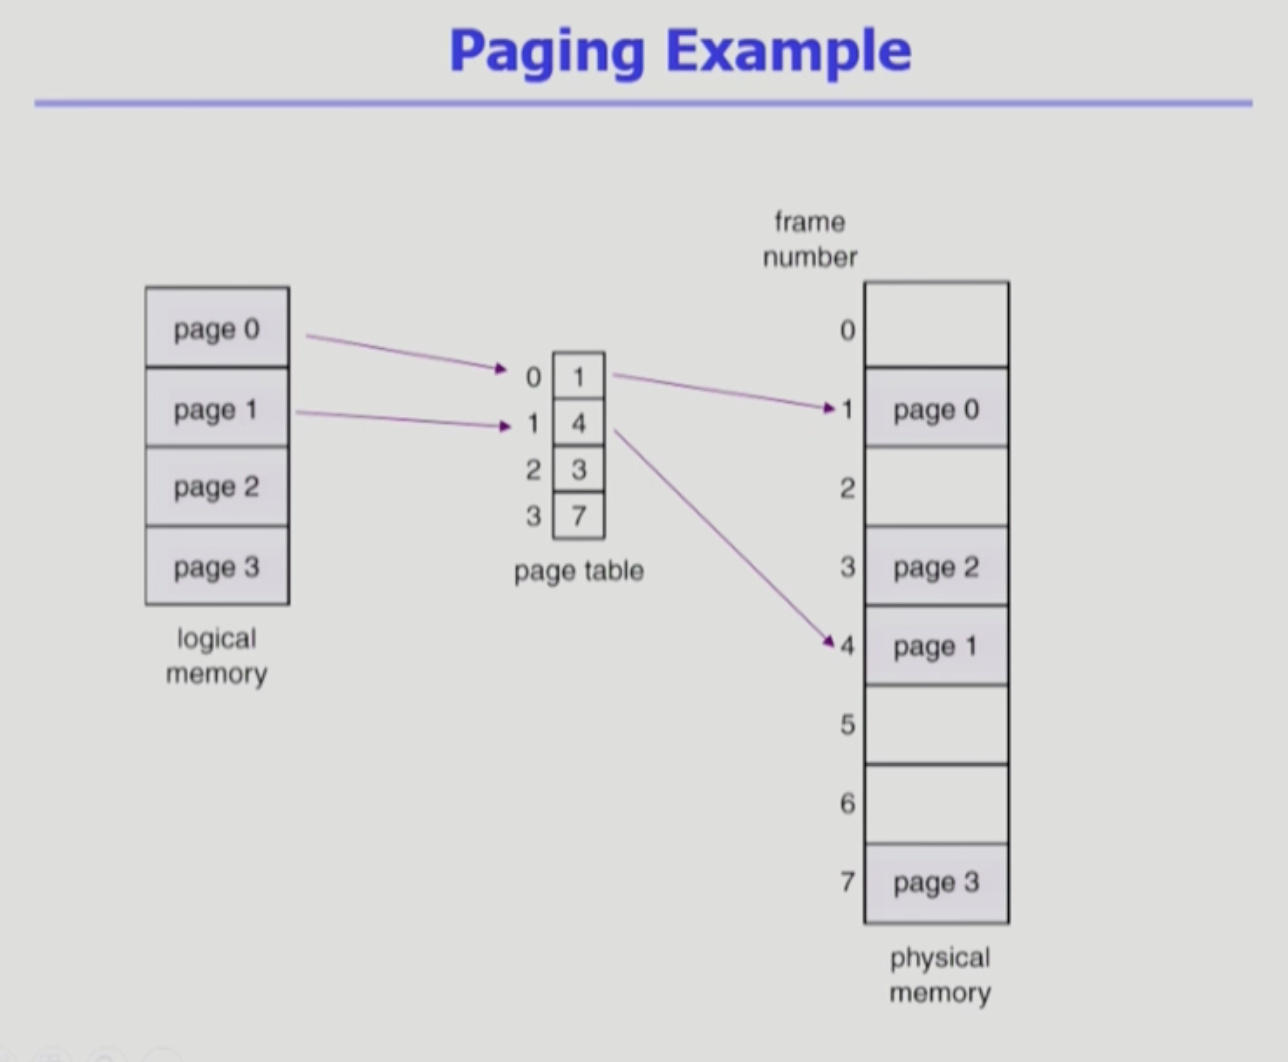 Paging Example
page 0
page 1
page 2
page 3
logical
memory
0 1
1 4
2 3
3 7
page table
frame
number
0
1 page 0
2
3 page 2
4 page 1
5
6
7 page 3
physical
memory